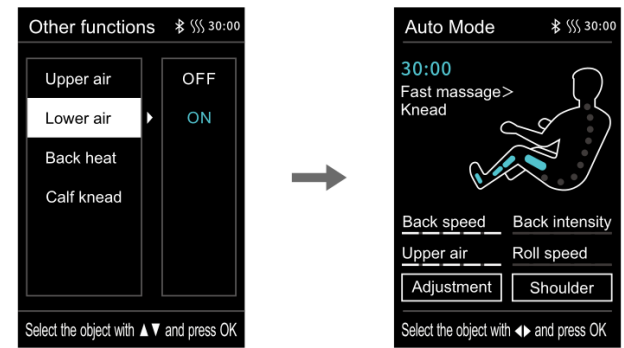 Other functions 30:00
Upper air OFF
Lower air ON
Back heat
Calf knead
Select the object with ▲▼ and press OK
Auto Mode 30:00
30:00
Fast massage>
Knead
Back speed Back intensity
Upper air Roll speed
Adjustment Shoulder
Select the object with ◀▶ and press OK